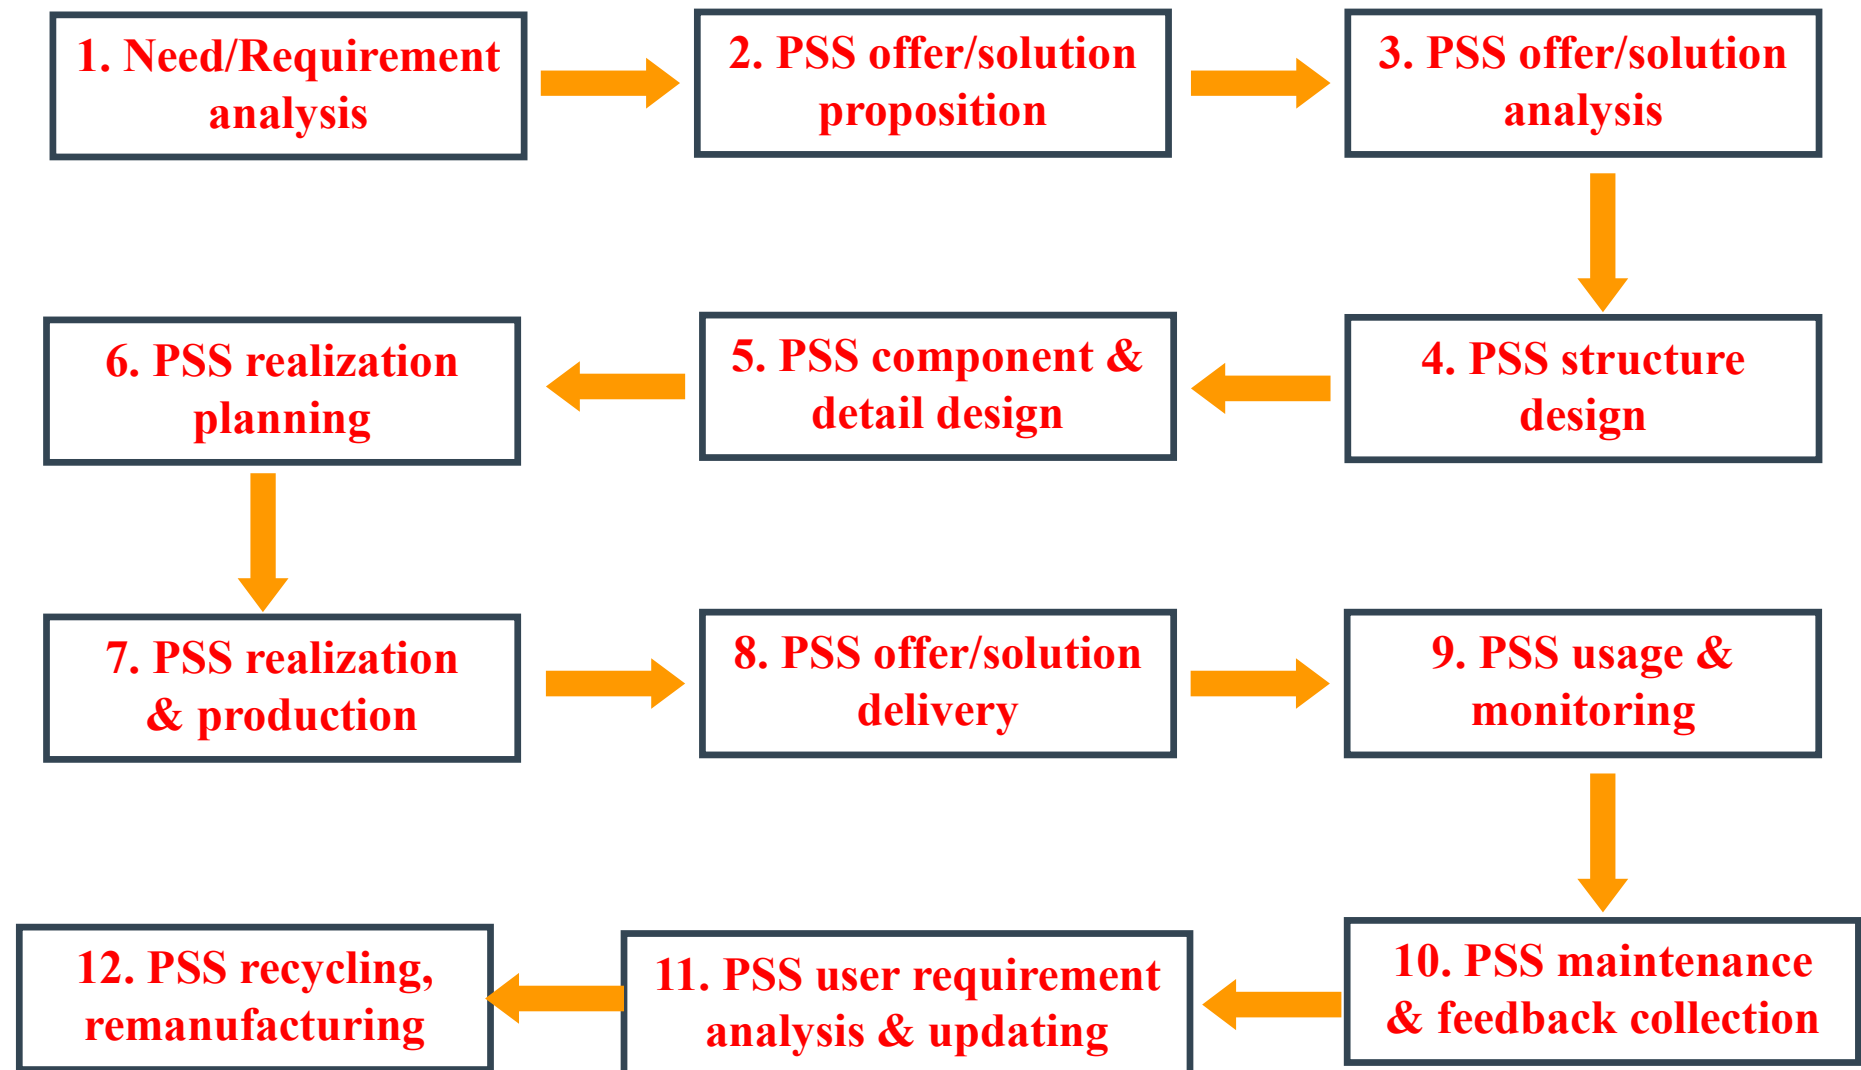 1. Need/Requirement
analysis
2. PSS offer/solution
proposition
3. PSS offer/solution
analysis
4. PSS structure
design
5. PSS component &
detail design
6. PSS realization
planning
7. PSS realization
& production
8. PSS offer/solution
delivery
9. PSS usage &
monitoring
10. PSS maintenance
& feedback collection
11. PSS user requirement
analysis & updating
12. PSS recycling,
remanufacturing